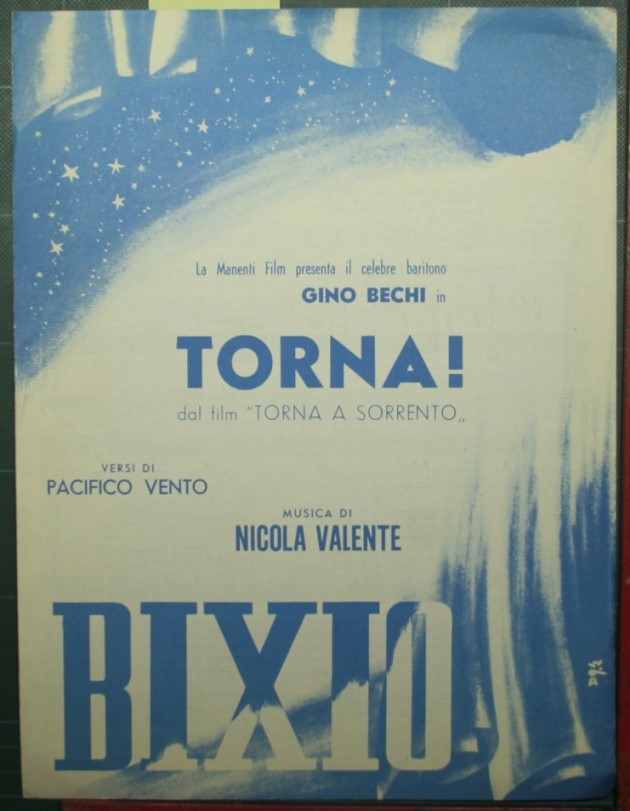 La Manenti Film presenta il celebre baritono
GINO BECHI in
TORNA!
dal film "TORNA A SORRENTO„
VERSI DI
PACIFICO VENTO
MUSICA DI
NICOLA VALENTE
BIXIO